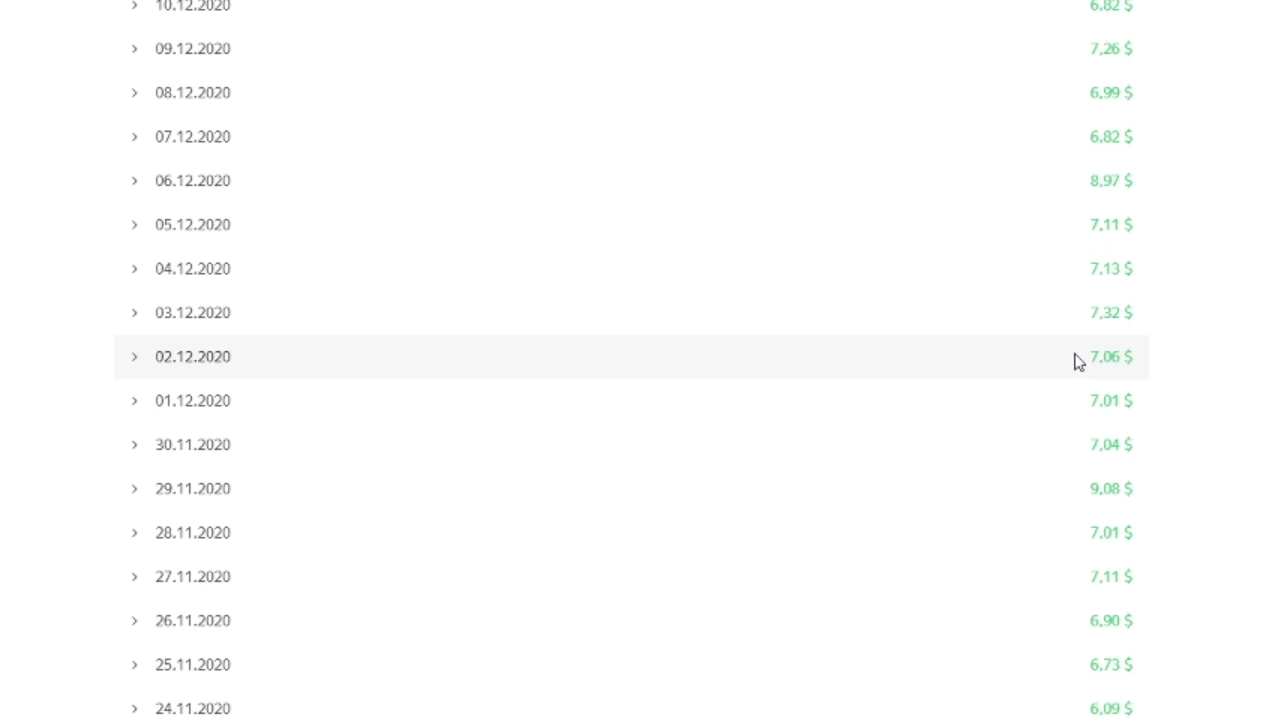 10.12.2020 6,82 $
09.12.2020 7,26 $
08.12.2020 6,99 $
07.12.2020 6,82 $
06.12.2020 8,97 $
05.12.2020 7,11 $
04.12.2020 7,13 $
03.12.2020 7,32 $
02.12.2020 7,06 $
01.12.2020 7,01 $
30.11.2020 7,04 $
29.11.2020 9,08 $
28.11.2020 7,01 $
27.11.2020 7,11 $
26.11.2020 6,90 $
25.11.2020 6,73 $
24.11.2020 6,09 $